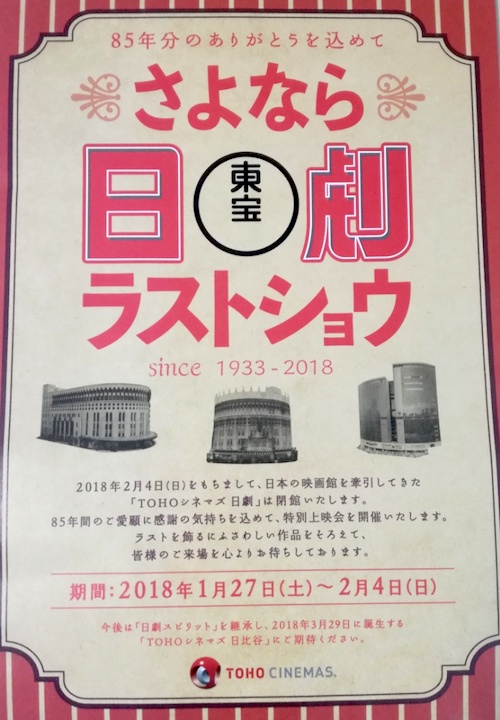 85年分のありがとうを込めて
さよなら
日劇
東宝
ラストショウ
since 1933-2018
2018年2月4日(日)をもちまして、日本の映画館を牽引してきた
「TOHOシネマズ 日劇」は閉館いたします。
85年間のご愛顧に感謝の気持ちを込めて、特別上映会を開催いたします。
ラストを飾るにふさわしい作品をそろえて、
皆様のご来場を心よりお待ちしております。
期間:2018年1月27日(土)～2月4日(日)
今後は「日劇スピリット」を継承し、2018年3月29日に誕生する
「TOHOシネマズ 日比谷」にご期待ください。
TOHO CINEMAS.